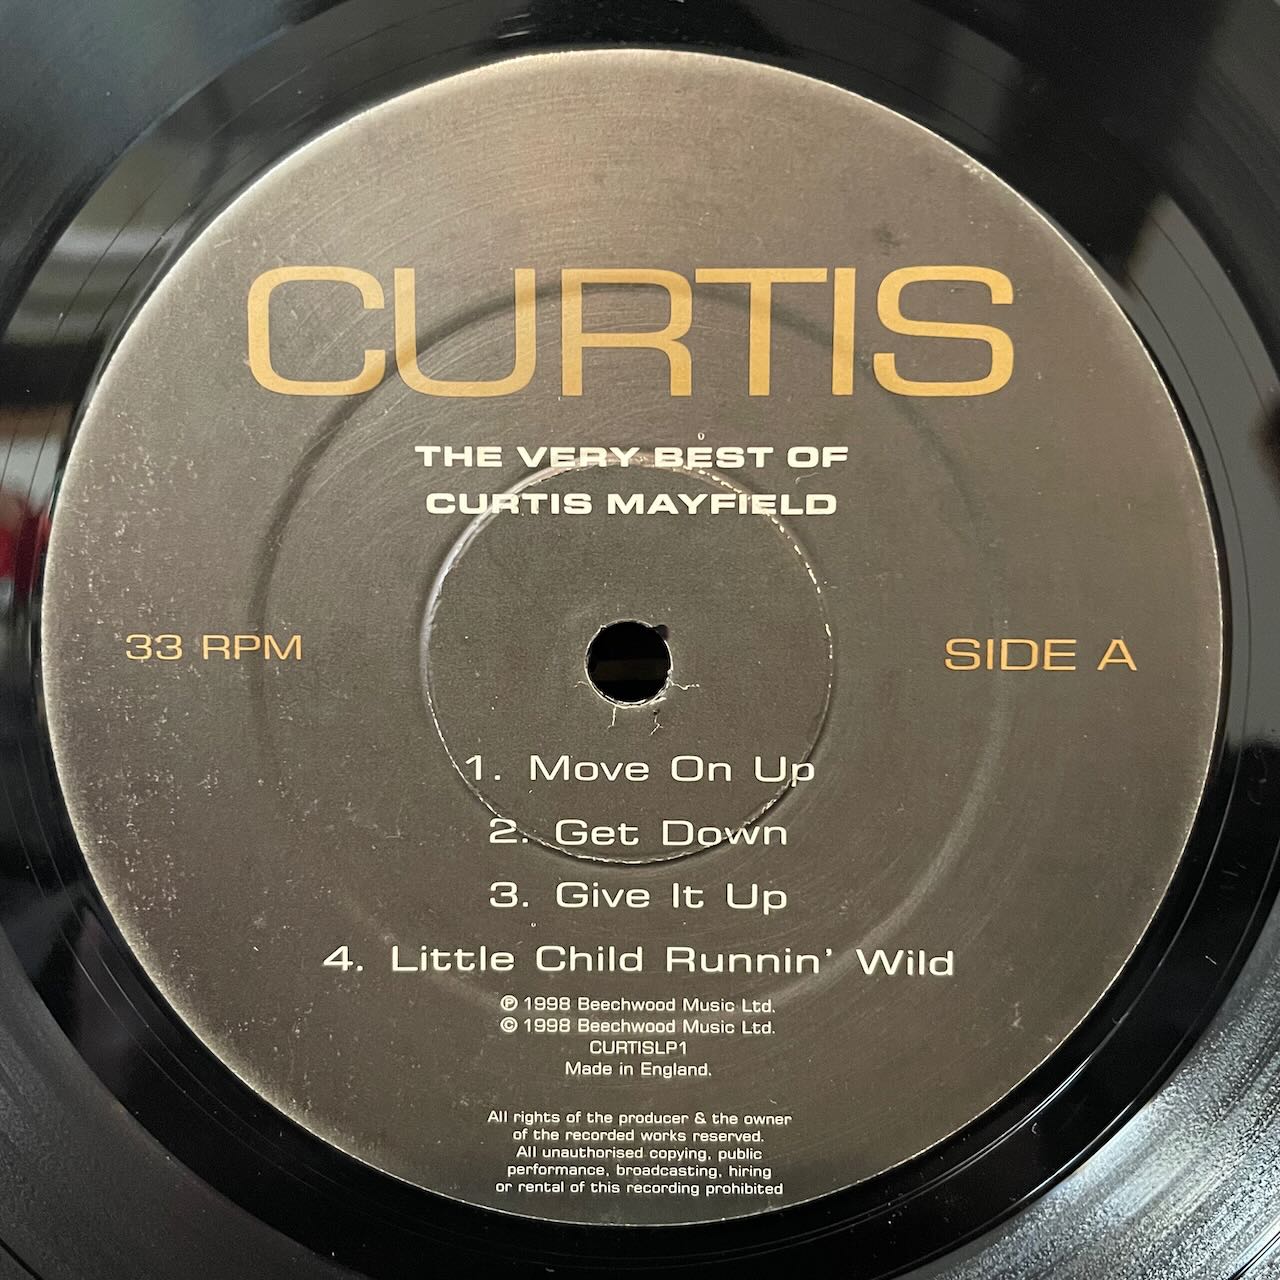 CURTIS
THE VERY BEST OF
CURTIS MAYFIELD
33 RPM
SIDE A
1. Move On Up
2. Get Down
3. Give It Up
4. Little Child Runnin' Wild
℗ 1998 Beechwood Music Ltd.
© 1998 Beechwood Music Ltd.
CURTISLP1
Made in England.
All rights of the producer & the owner
of the recorded works reserved.
All unauthorised copying, public
performance, broadcasting, hiring
or rental of this recording prohibited